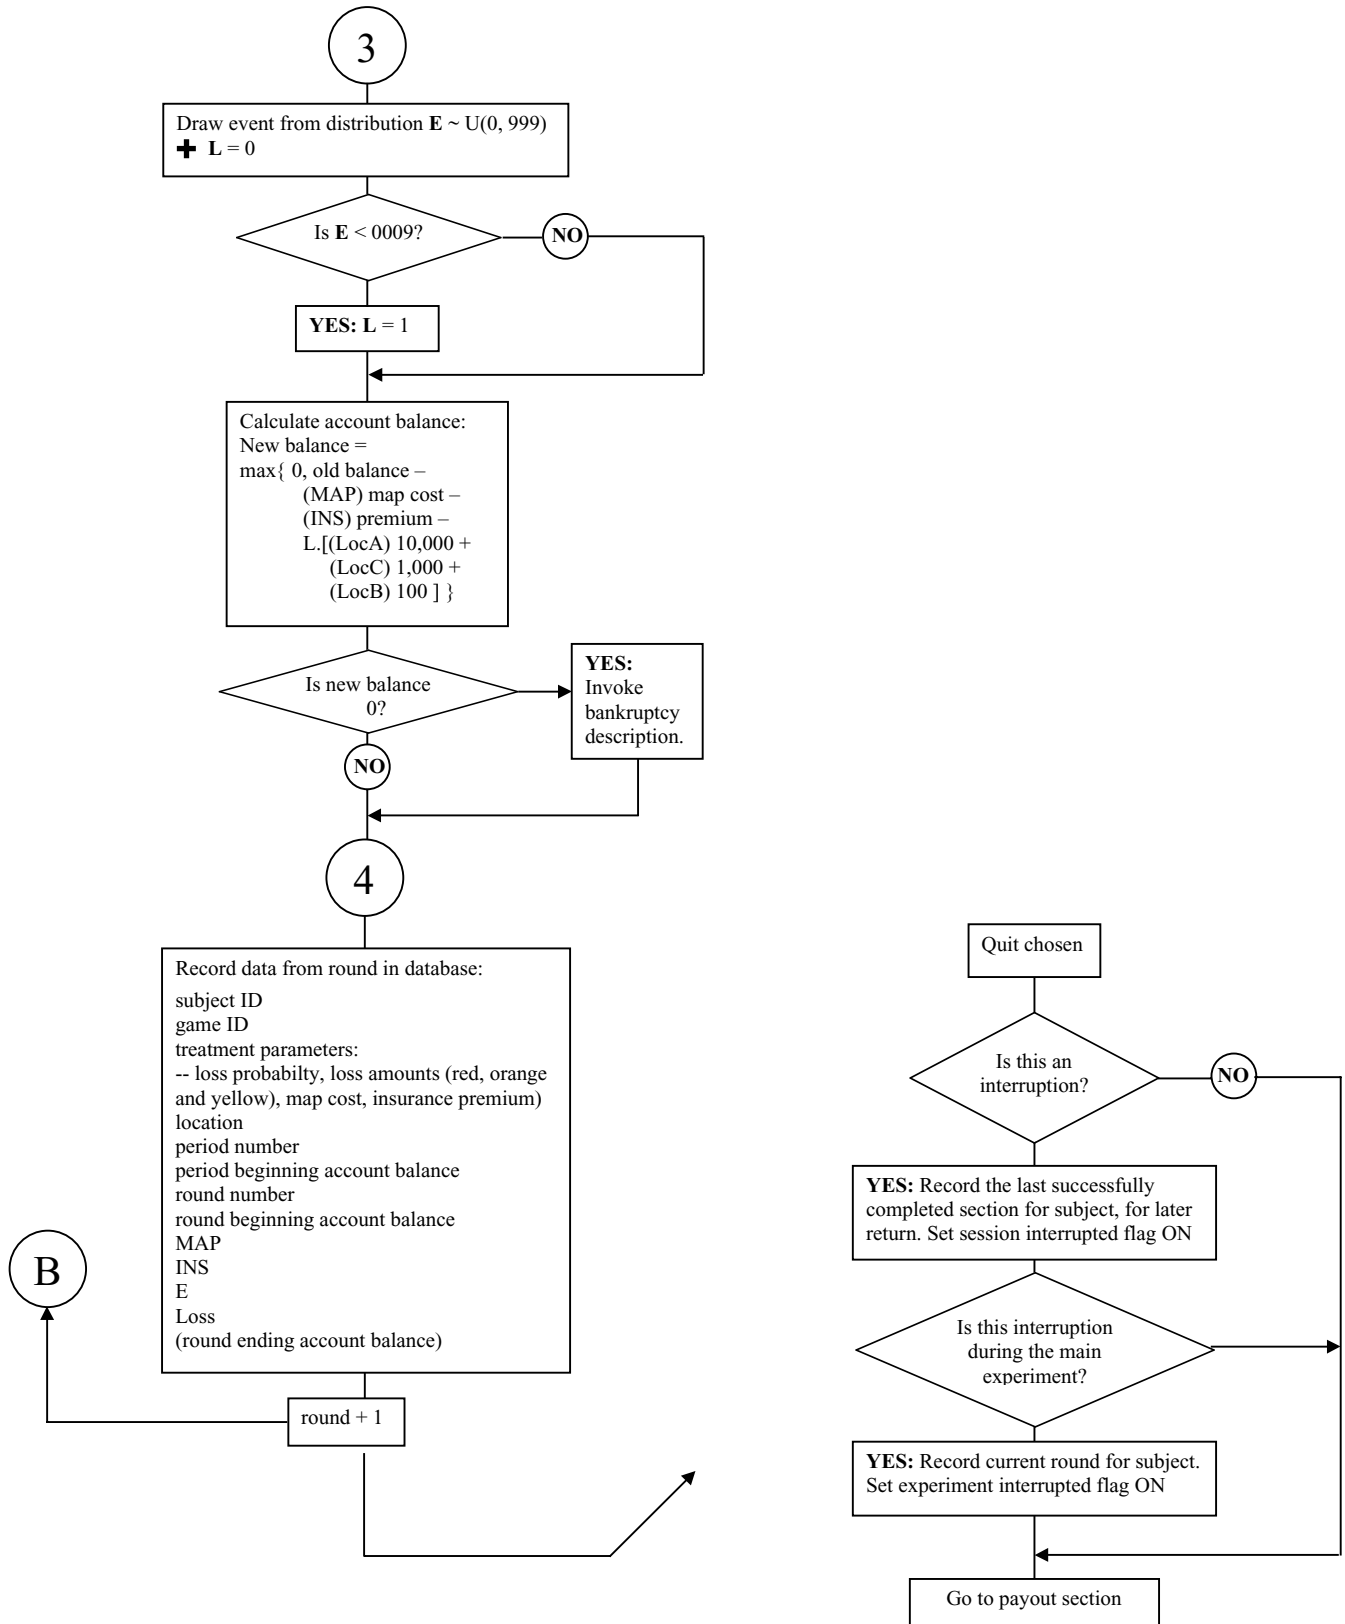 3
Draw event from distribution E ~ U(0, 999)
✚ L = 0
Is E < 0009?
NO
YES: L = 1
Calculate account balance:
New balance =
max{ 0, old balance –
(MAP) map cost –
(INS) premium –
L.[(LocA) 10,000 +
(LocC) 1,000 +
(LocB) 100 ] }
Is new balance
0?
YES:
Invoke
bankruptcy
description.
NO
4
Record data from round in database:
subject ID
game ID
treatment parameters:
-- loss probabilty, loss amounts (red, orange
and yellow), map cost, insurance premium)
location
period number
period beginning account balance
round number
round beginning account balance
MAP
INS
E
Loss
(round ending account balance)
B
round + 1
Quit chosen
Is this an
interruption?
NO
YES: Record the last successfully
completed section for subject, for later
return. Set session interrupted flag ON
Is this interruption
during the main
experiment?
YES: Record current round for subject.
Set experiment interrupted flag ON
Go to payout section